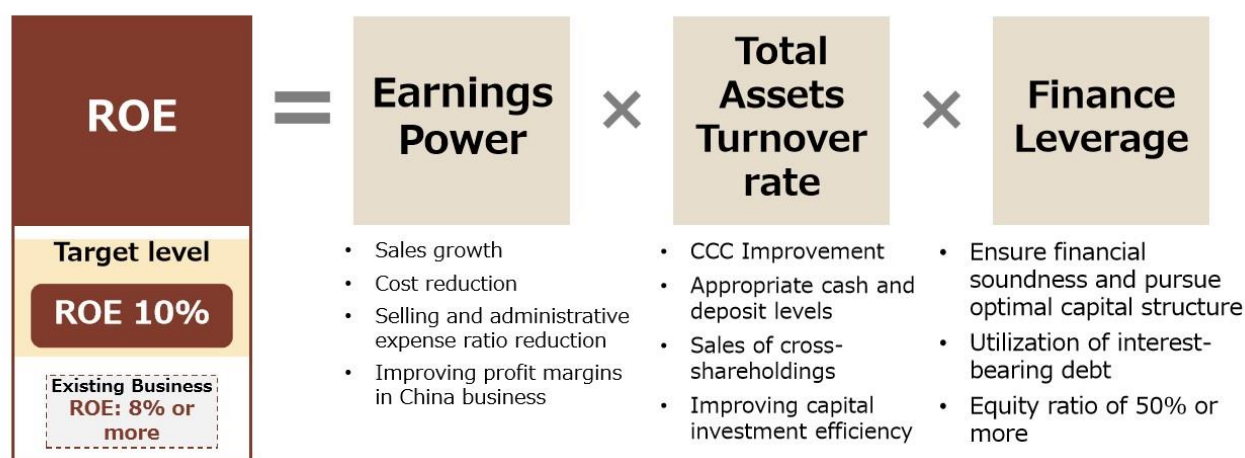 ROE
=
Earnings
Power
×
Total
Assets
Turnover
rate
×
Finance
Leverage
Target level
ROE 10%
Existing Business
ROE: 8% or
more
• Sales growth
• Cost reduction
• Selling and administrative
expense ratio reduction
• Improving profit margins
in China business
• CCC Improvement
• Appropriate cash and
deposit levels
• Sales of cross-
shareholdings
• Improving capital
investment efficiency
• Ensure financial
soundness and pursue
optimal capital structure
• Utilization of interest-
bearing debt
• Equity ratio of 50% or
more